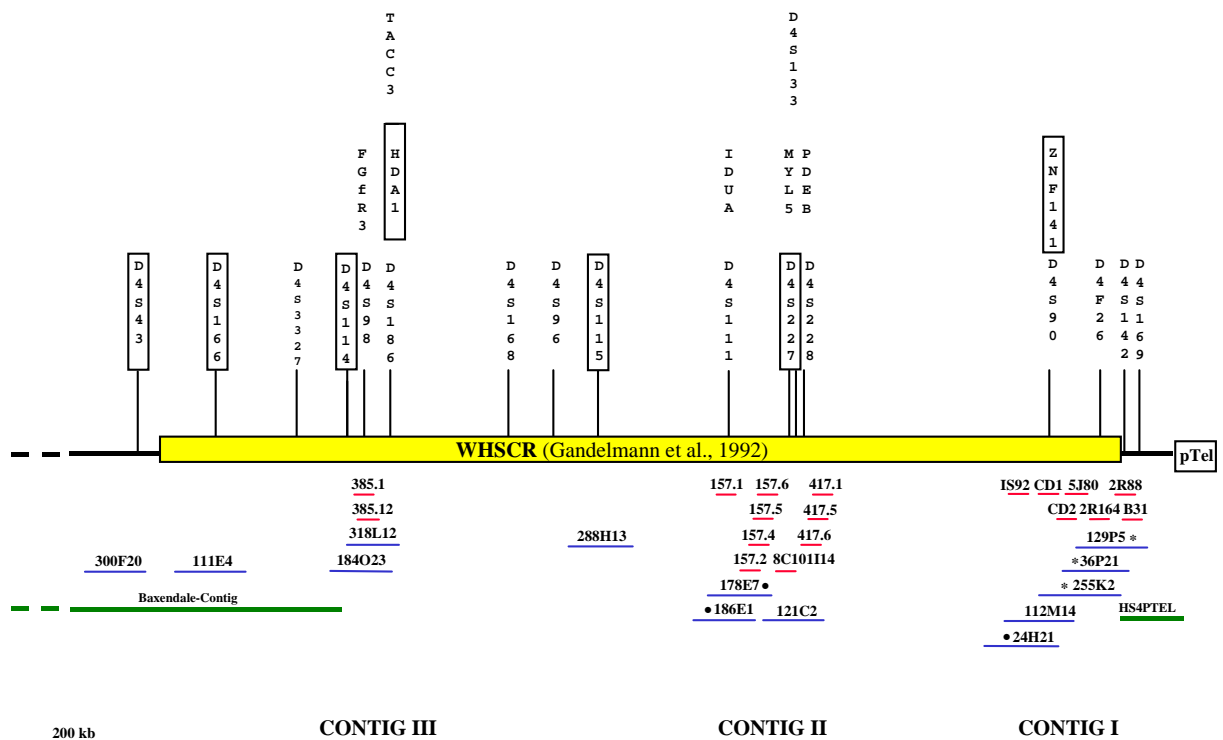 TACC3
D4S133
FGfR3
HDA1
IDUA
MYL5
PDEB
ZNF141
D4S43
D4S166
D4S3327
D4S114
D4S98
D4S186
D4S168
D4S96
D4S115
D4S111
D4S227
D4S228
D4S90
D4F26
D4S142
D4S169
WHSCR (Gandelmann et al., 1992)
pTel
385.1
157.1 157.6 417.1
IS92 CD1 5J80 2R88
385.12
157.5 417.5
CD2 2R164 B31
318L12
288H13
157.4 417.6
129P5 *
300F20
111E4
184O23
157.2 8C101I14
*36P21
178E7●
* 255K2
Baxendale-Contig
●186E1
121C2
112M14
HS4PTEL
●24H21
200 kb
CONTIG III
CONTIG II
CONTIG I